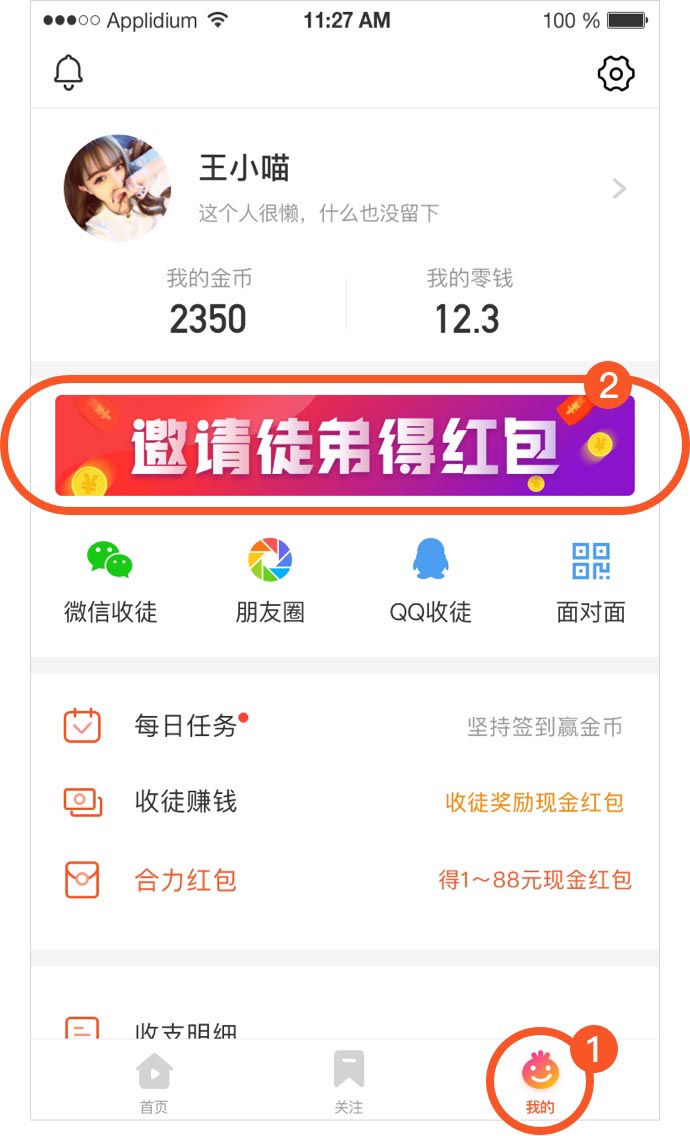 Applidium 11:27 AM 100 %
王小喵
这个人很懒，什么也没留下
我的金币 我的零钱
2350 12.3
2
邀请徒弟得红包
微信收徒 朋友圈 QQ收徒 面对面
每日任务 坚持签到赢金币
收徒赚钱 收徒奖励现金红包
合力红包 得1～88元现金红包
收支明细
1
首页 关注 我的